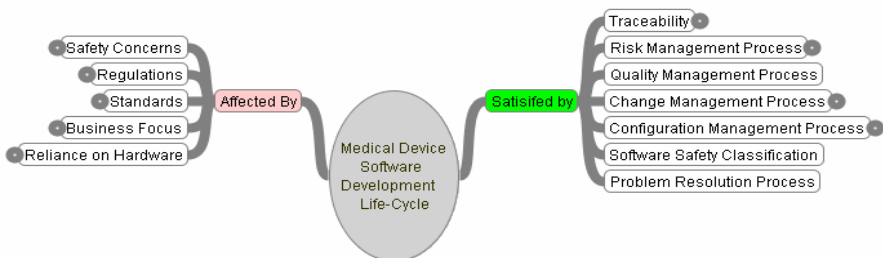 Safety Concerns
Regulations
Standards
Business Focus
Reliance on Hardware
Affected By
Medical Device
Software
Development
Life-Cycle
Satisifed by
Traceability
Risk Management Process
Quality Management Process
Change Management Process
Configuration Management Process
Software Safety Classification
Problem Resolution Process